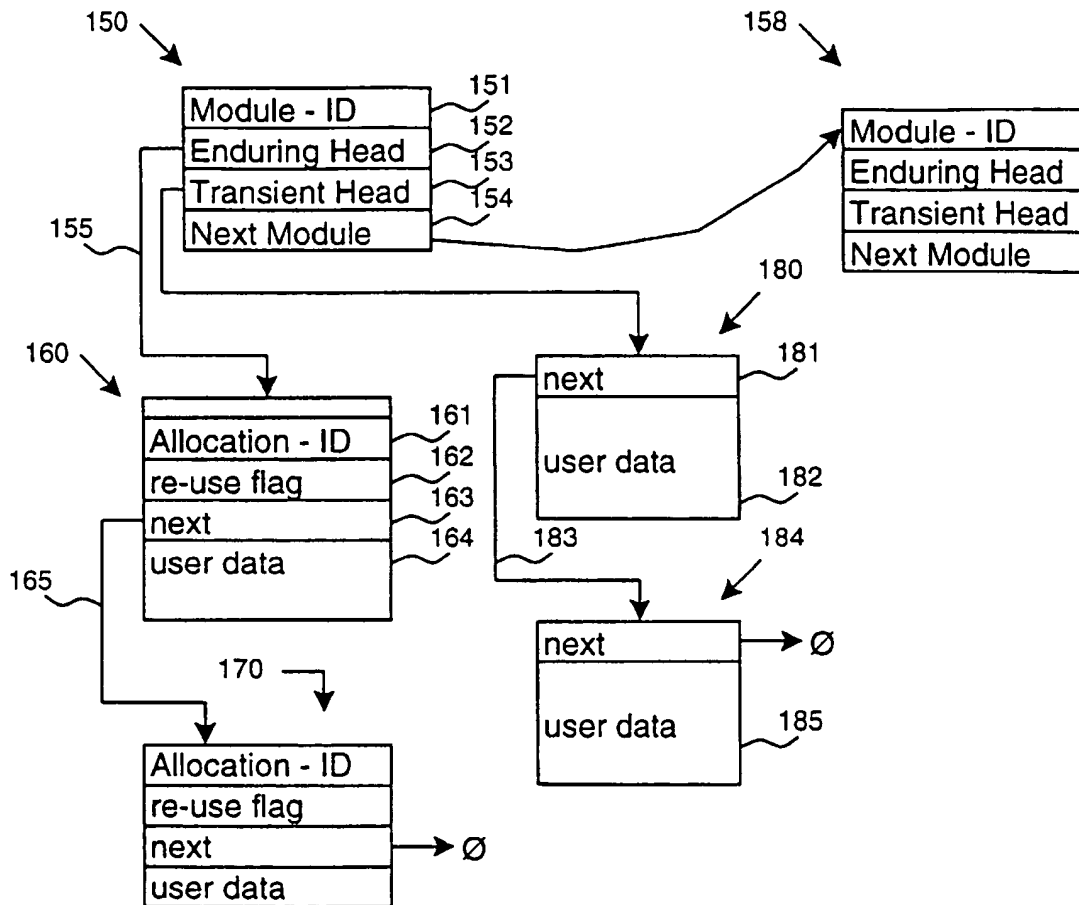 150
158
Module - ID
151
Enduring Head
152
Transient Head
153
Next Module
154
155
Module - ID
Enduring Head
Transient Head
Next Module
160
180
Allocation - ID
161
re-use flag
162
next
163
user data
164
165
next
181
user data
182
183
184
170
next
Ø
user data
185
Allocation - ID
re-use flag
next
Ø
user data